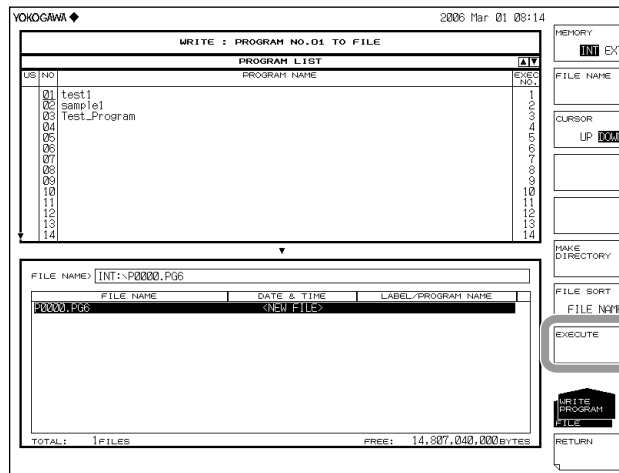 YOKOGAWA ◆ 2006 Mar 01 08:14
WRITE : PROGRAM NO.01 TO FILE
PROGRAM LIST
US NO PROGRAM NAME EXEC NO.
01 test1 1
02 sample1 2
03 Test_Program 3
04 4
05 5
06 6
07 7
08 8
09 9
10 10
11 11
12 12
13 13
14 14
FILE NAME> INT:\P0000.PG6
FILE NAME DATE & TIME LABEL/PROGRAM NAME
P0000.PG6 <NEW FILE>
TOTAL: 1FILES FREE: 14,807,040,000BYTES
MEMORY
INT EXT
FILE NAME
CURSOR
UP DOWN
MAKE
DIRECTORY
FILE SORT
FILE NAME
EXECUTE
WRITE
PROGRAM
FILE
RETURN